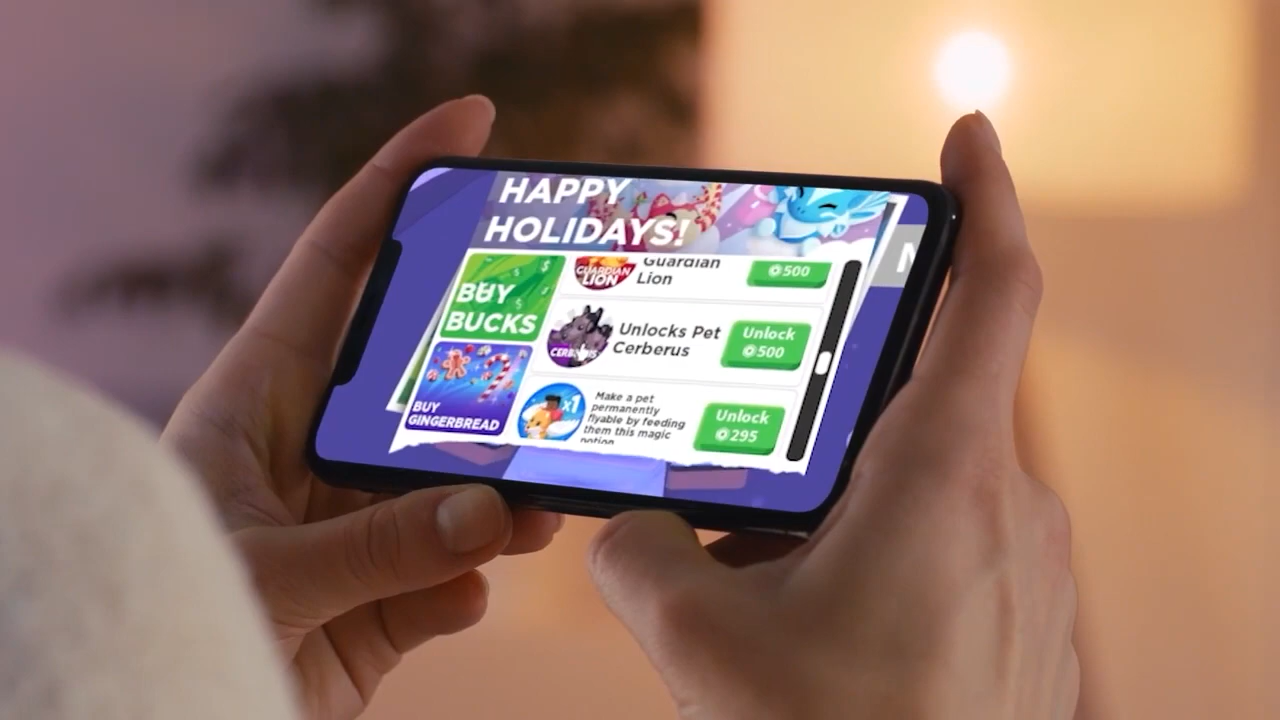 HAPPY
HOLIDAYS!
N
BUY
BUCKS
BUY
GINGERBREAD
GUARDIAN
LION
Guardian
Lion
500
CERBERUS
Unlocks Pet
Cerberus
Unlock
500
x1
Make a pet
permanently
flyable by feeding
them this magic
potion
Unlock
295